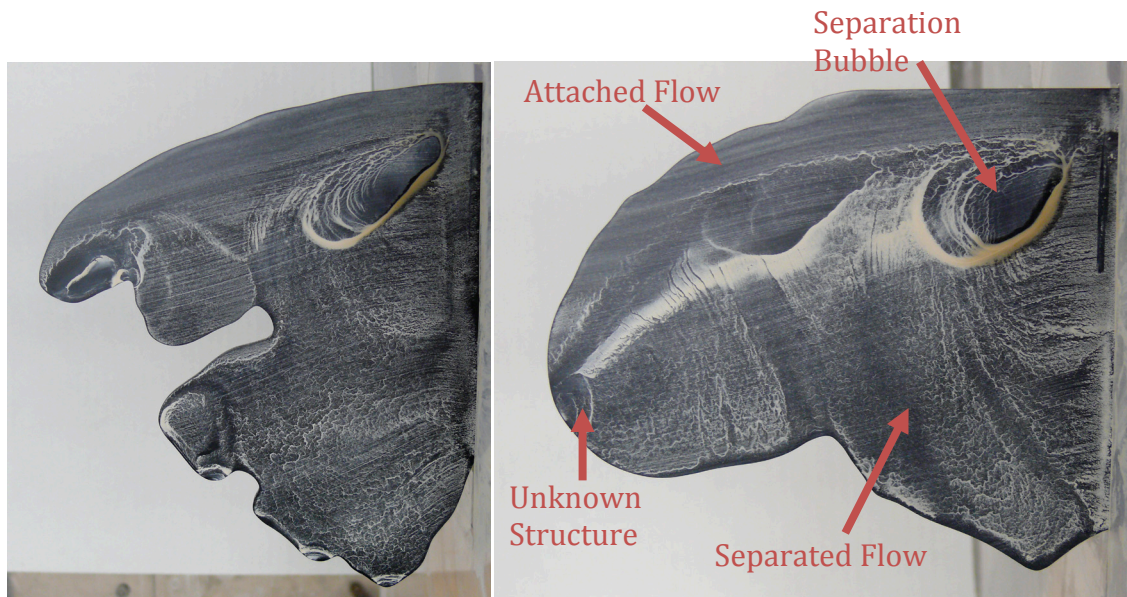 Separation
Bubble
Attached Flow
Unknown
Structure
Separated Flow